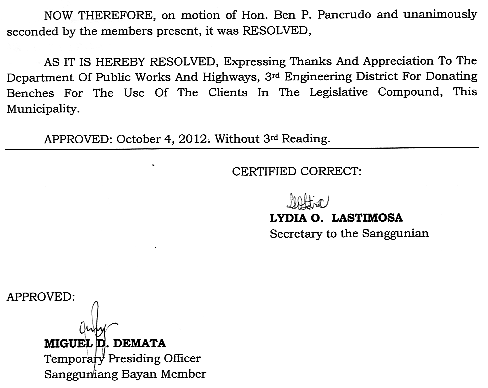 NOW THEREFORE, on motion of Hon. Ben P. Pancrudo and unanimously
seconded by the members present, it was RESOLVED,
AS IT IS HEREBY RESOLVED, Expressing Thanks And Appreciation To The
Department Of Public Works And Highways, 3rd Engineering District For Donating
Benches For The Use Of The Clients In The Legislative Compound, This
Municipality.
APPROVED: October 4, 2012. Without 3rd Reading.
CERTIFIED CORRECT:
LYDIA O. LASTIMOSA
Secretary to the Sanggunian
APPROVED:
MIGUEL D. DEMATA
Temporary Presiding Officer
Sangguniang Bayan Member